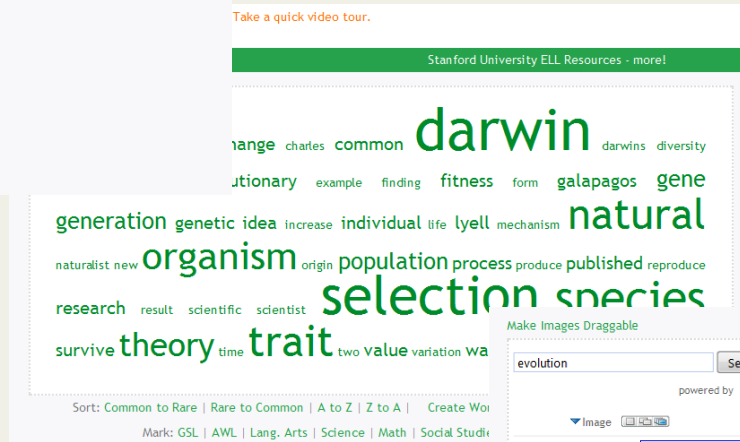 Take a quick video tour.
Stanford University ELL Resources - more!
hange charles common darwin darwins diversity
utionary example finding fitness form galapagos gene
generation genetic idea increase individual life lyell mechanism natural
naturalist new organism origin population process produce published reproduce
research result scientific scientist selection species
survive theory time trait two value variation wa
Make Images Draggable
evolution Se
powered by
Image
Sort: Common to Rare | Rare to Common | A to Z | Z to A | Create Wor
Mark: GSL | AWL | Lang. Arts | Science | Math | Social Studie